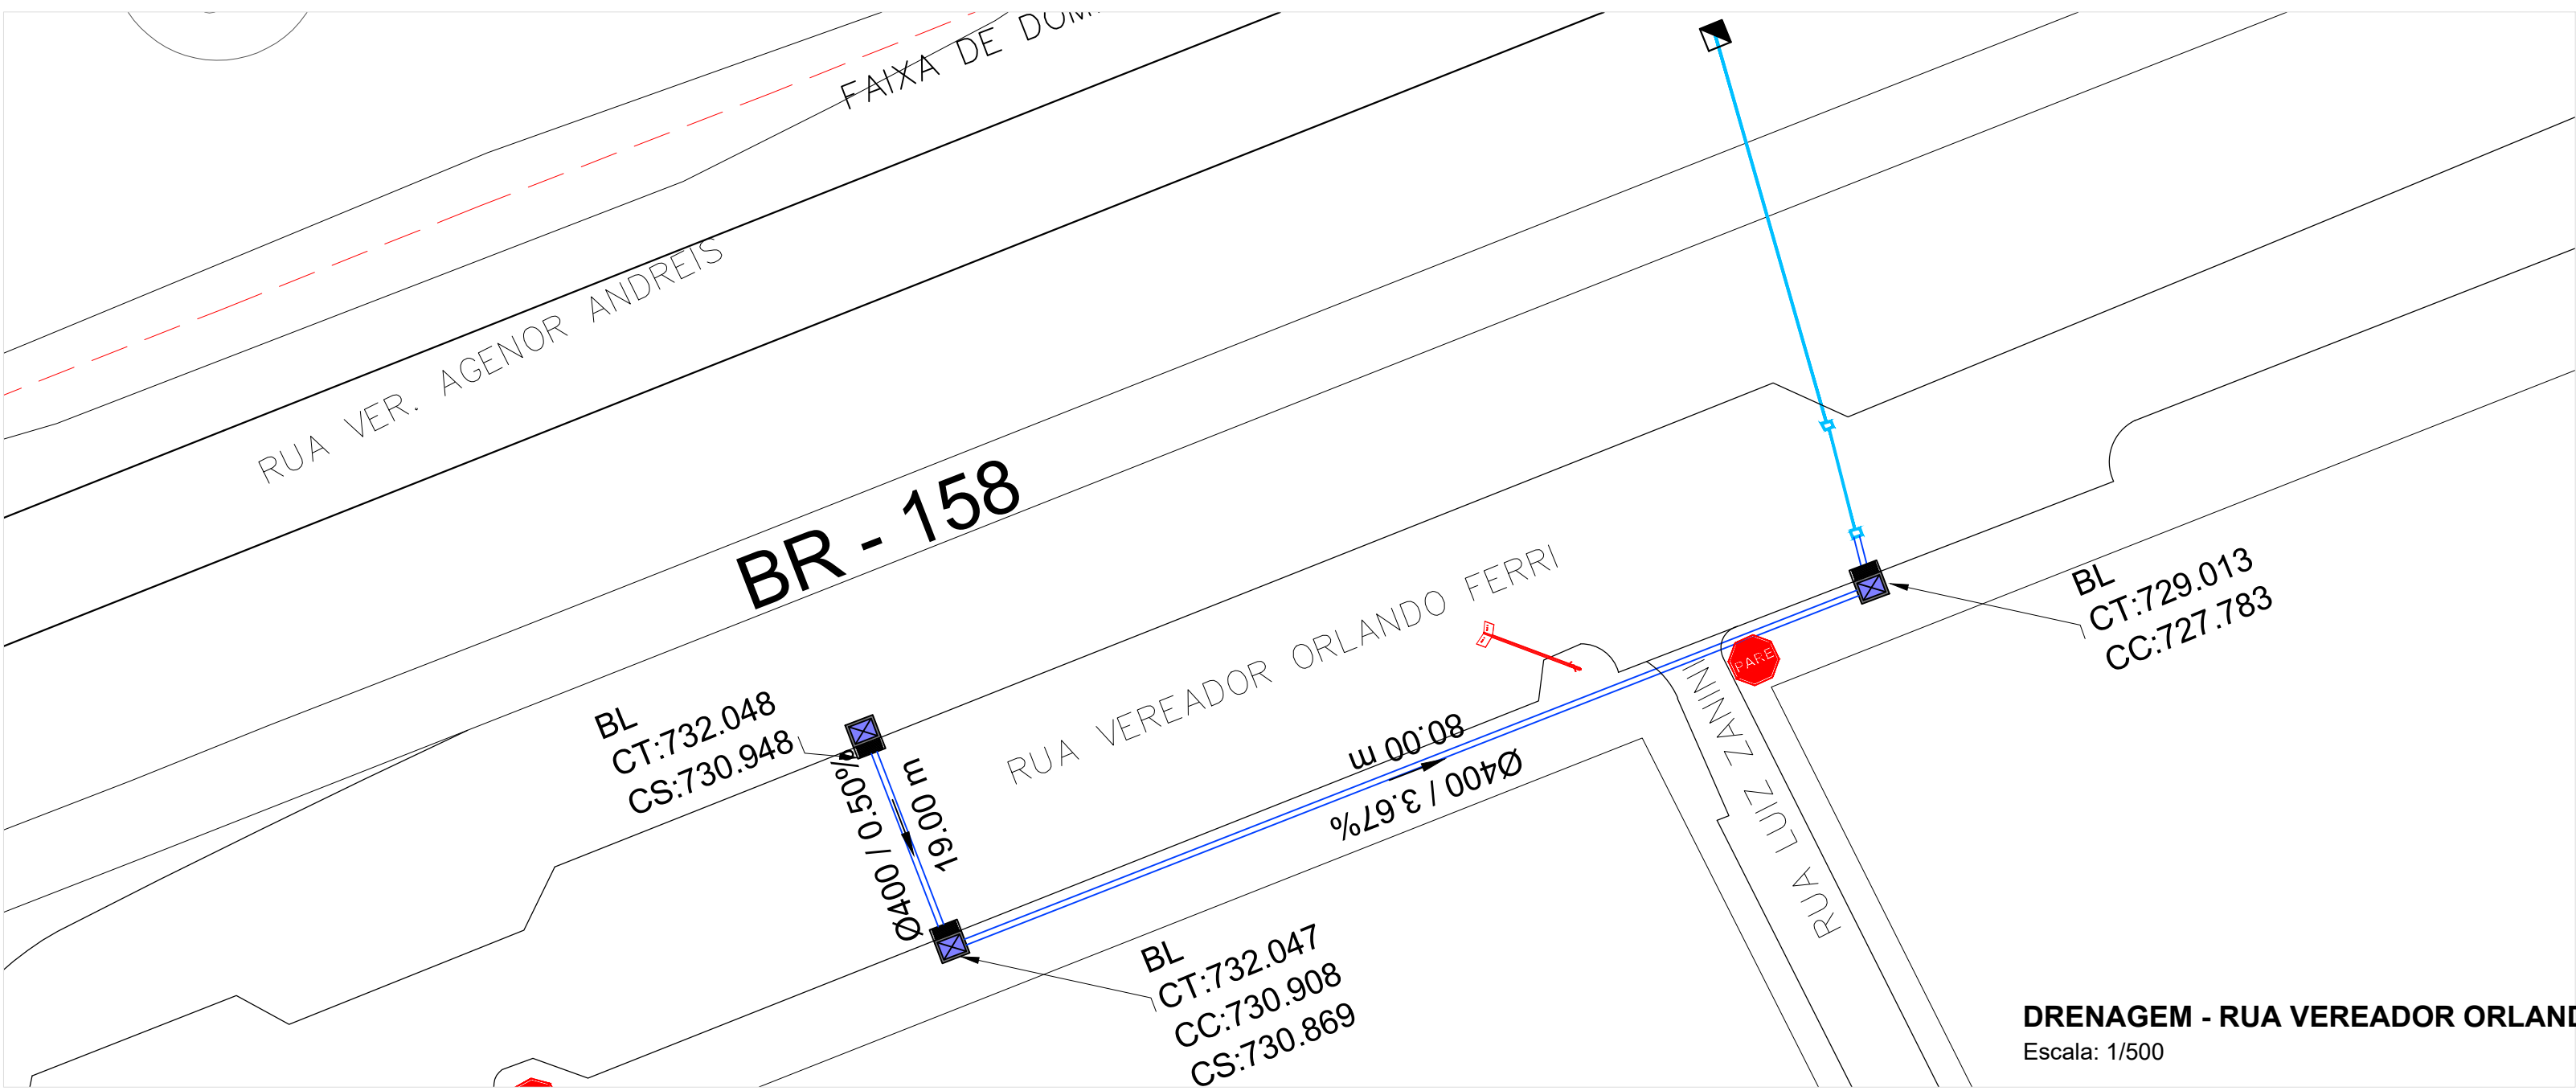 FAIXA DE
RUA VER. AGENOR ANDREIS
BR - 158
RUA VEREADOR ORLANDO FERRI
BL
CT:729.013
CC:727.783
PARE
BL
CT:732.048
CS:730.948
19.00 m
Ø400 / 0.50%
80.00 m
Ø400 / 3.67%
RUA LUIZ ZANINI
BL
CT:732.047
CC:730.908
CS:730.869
DRENAGEM - RUA VEREADOR
Escala: 1/500